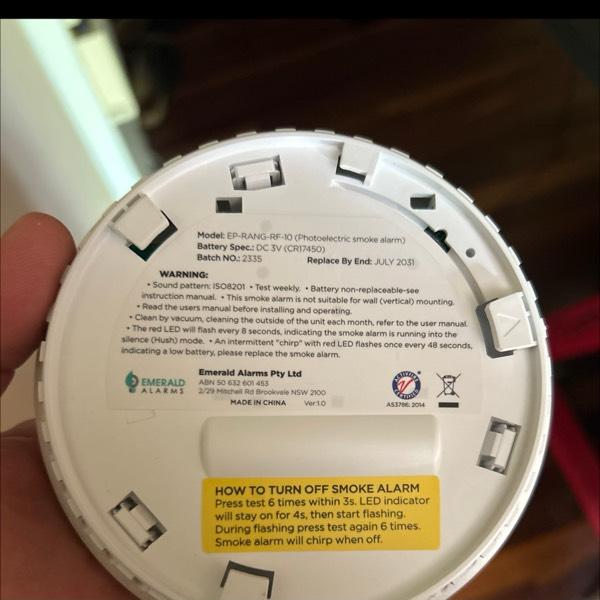 Model: EP-RANG-RF-10 (Photoelectric smoke alarm)
Battery Spec.: DC 3V (CR17450)
Batch NO.: 2335 Replace By End: JULY 2031
WARNING:
• Sound pattern: ISO8201 • Test weekly. • Battery non-replaceable-see
instruction manual. • This smoke alarm is not suitable for wall (vertical) mounting.
• Read the users manual before installing and operating.
• Clean by vacuum, cleaning the outside of the unit each month, refer to the user manual.
• The red LED will flash every 8 seconds, indicating the smoke alarm is running into the
silence (Hush) mode. • An intermittent "chirp" with red LED flashes once every 48 seconds,
indicating a low battery, please replace the smoke alarm.
EMERALD
ALARMS
Emerald Alarms Pty Ltd
ABN 50 632 601 453
2/29 Mitchell Rd Brookvale NSW 2100
MADE IN CHINA Ver:1.0
AS3786: 2014
HOW TO TURN OFF SMOKE ALARM
Press test 6 times within 3s. LED indicator
will stay on for 4s, then start flashing.
During flashing press test again 6 times.
Smoke alarm will chirp when off.